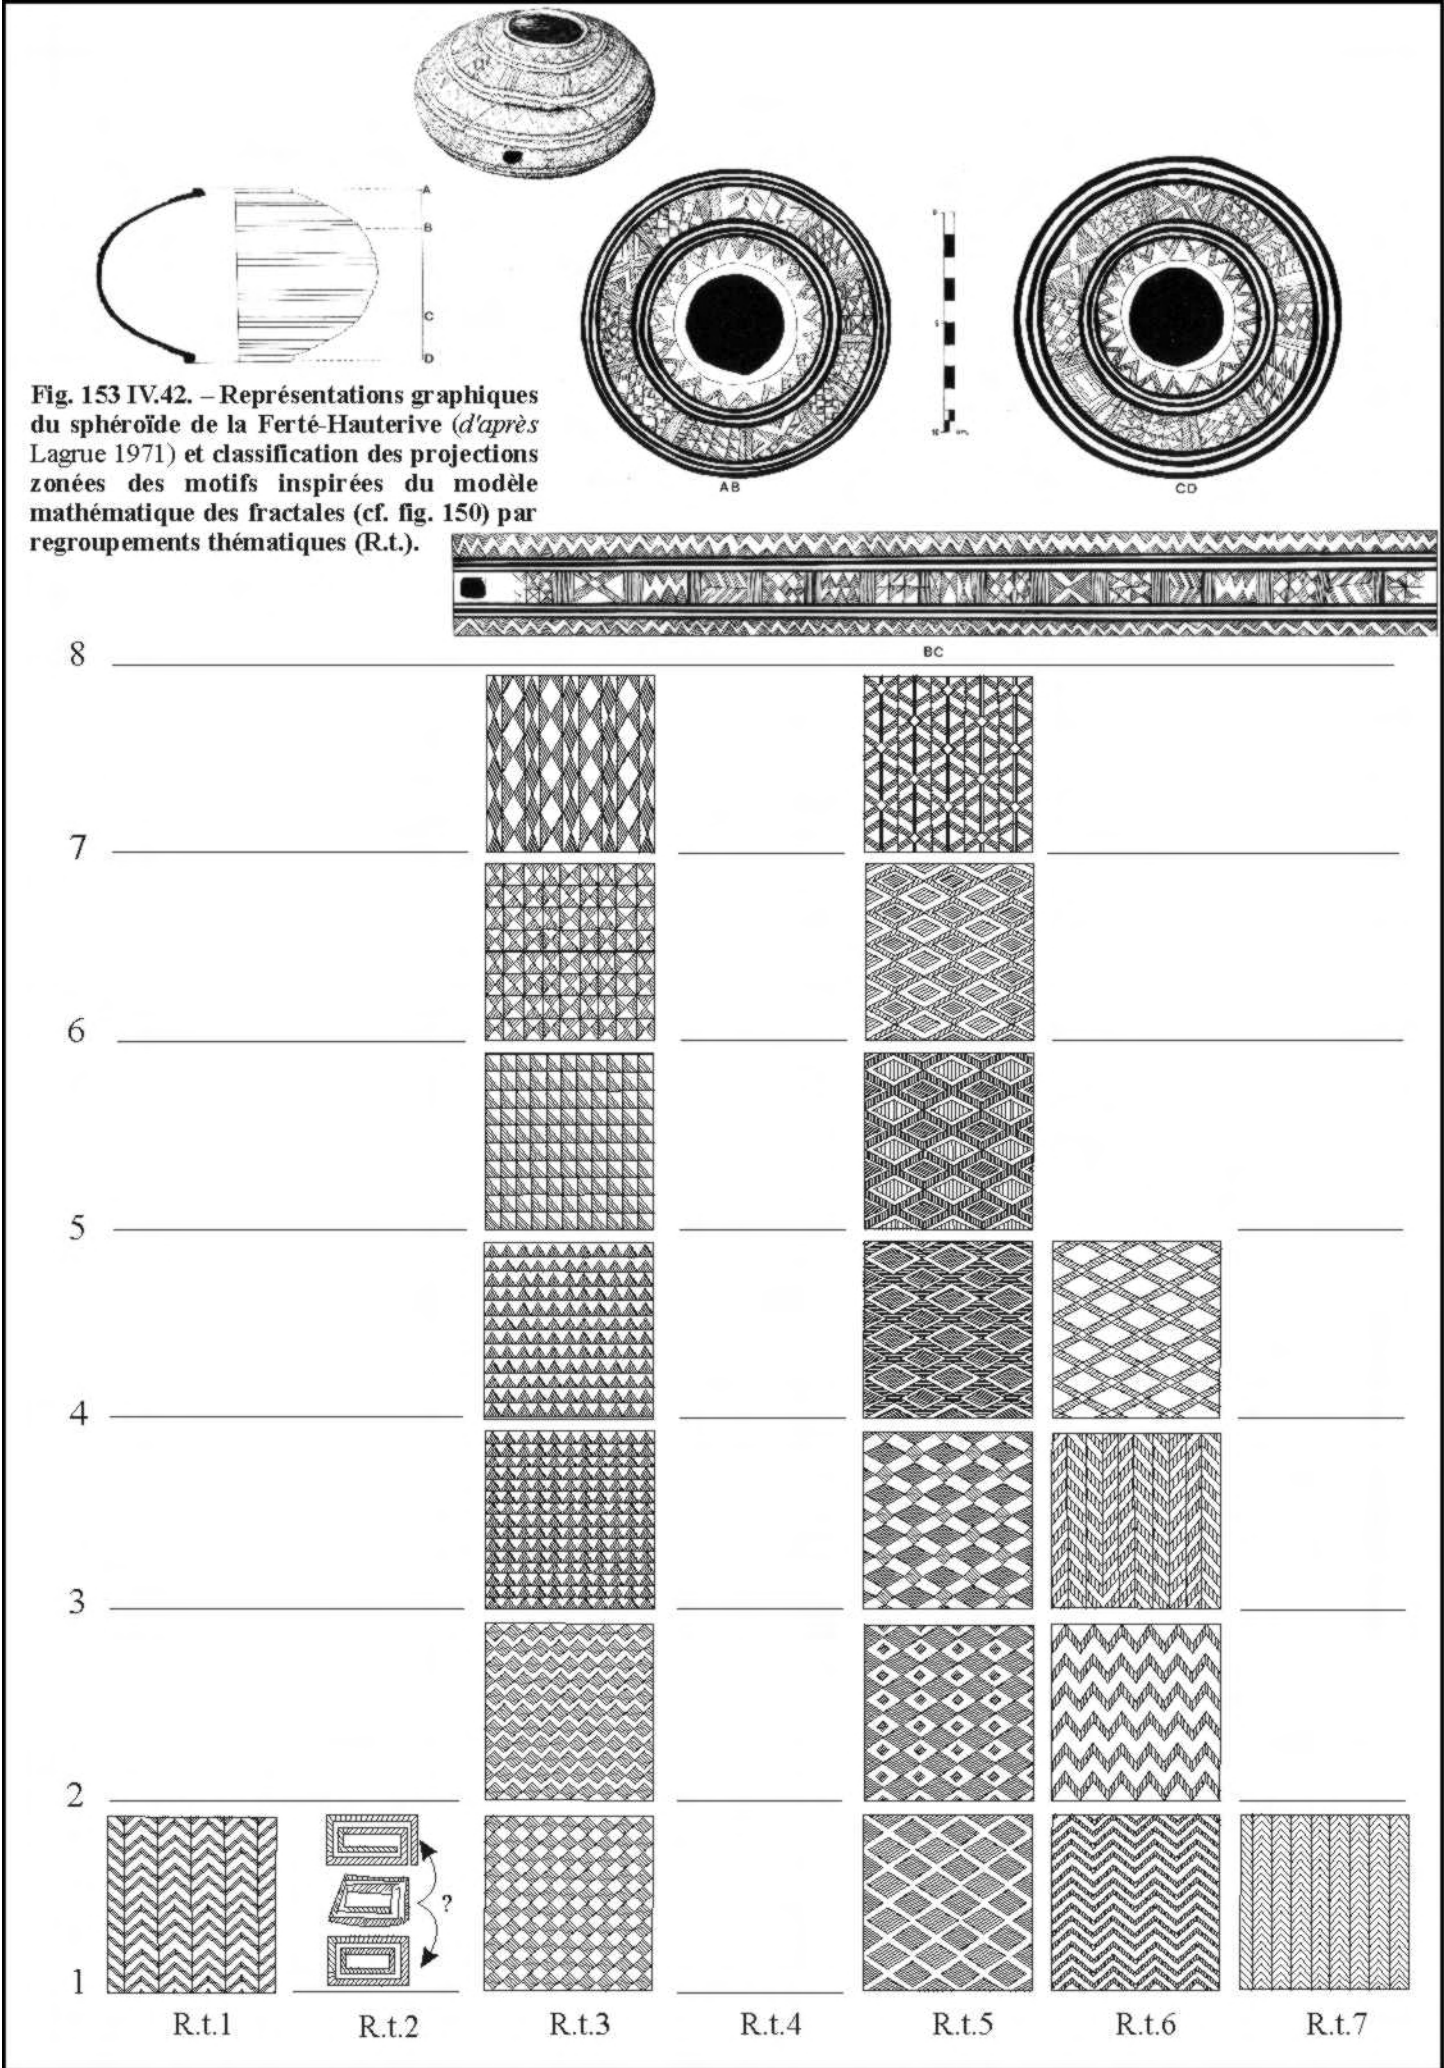 A
B
C
D
Fig. 153 IV.42. – Représentations graphiques
du sphéroïde de la Ferté-Hauterive (d'après
Lagrue 1971) et classification des projections
zonées des motifs inspirées du modèle
mathématique des fractales (cf. fig. 150) par
regroupements thématiques (R.t.).
AB
CD
BC
8
7
6
5
4
3
2
?
1
R.t.1 R.t.2 R.t.3 R.t.4 R.t.5 R.t.6 R.t.7